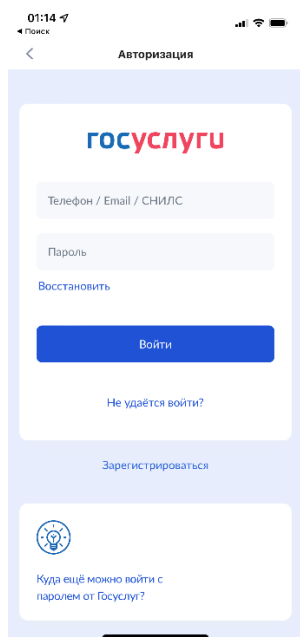 01:14
Поиск
Авторизация
госуслуги
Телефон / Email / СНИЛС
Пароль
Восстановить
Войти
Не удаётся войти?
Зарегистрироваться
Куда ещё можно войти с
паролем от Госуслуг?